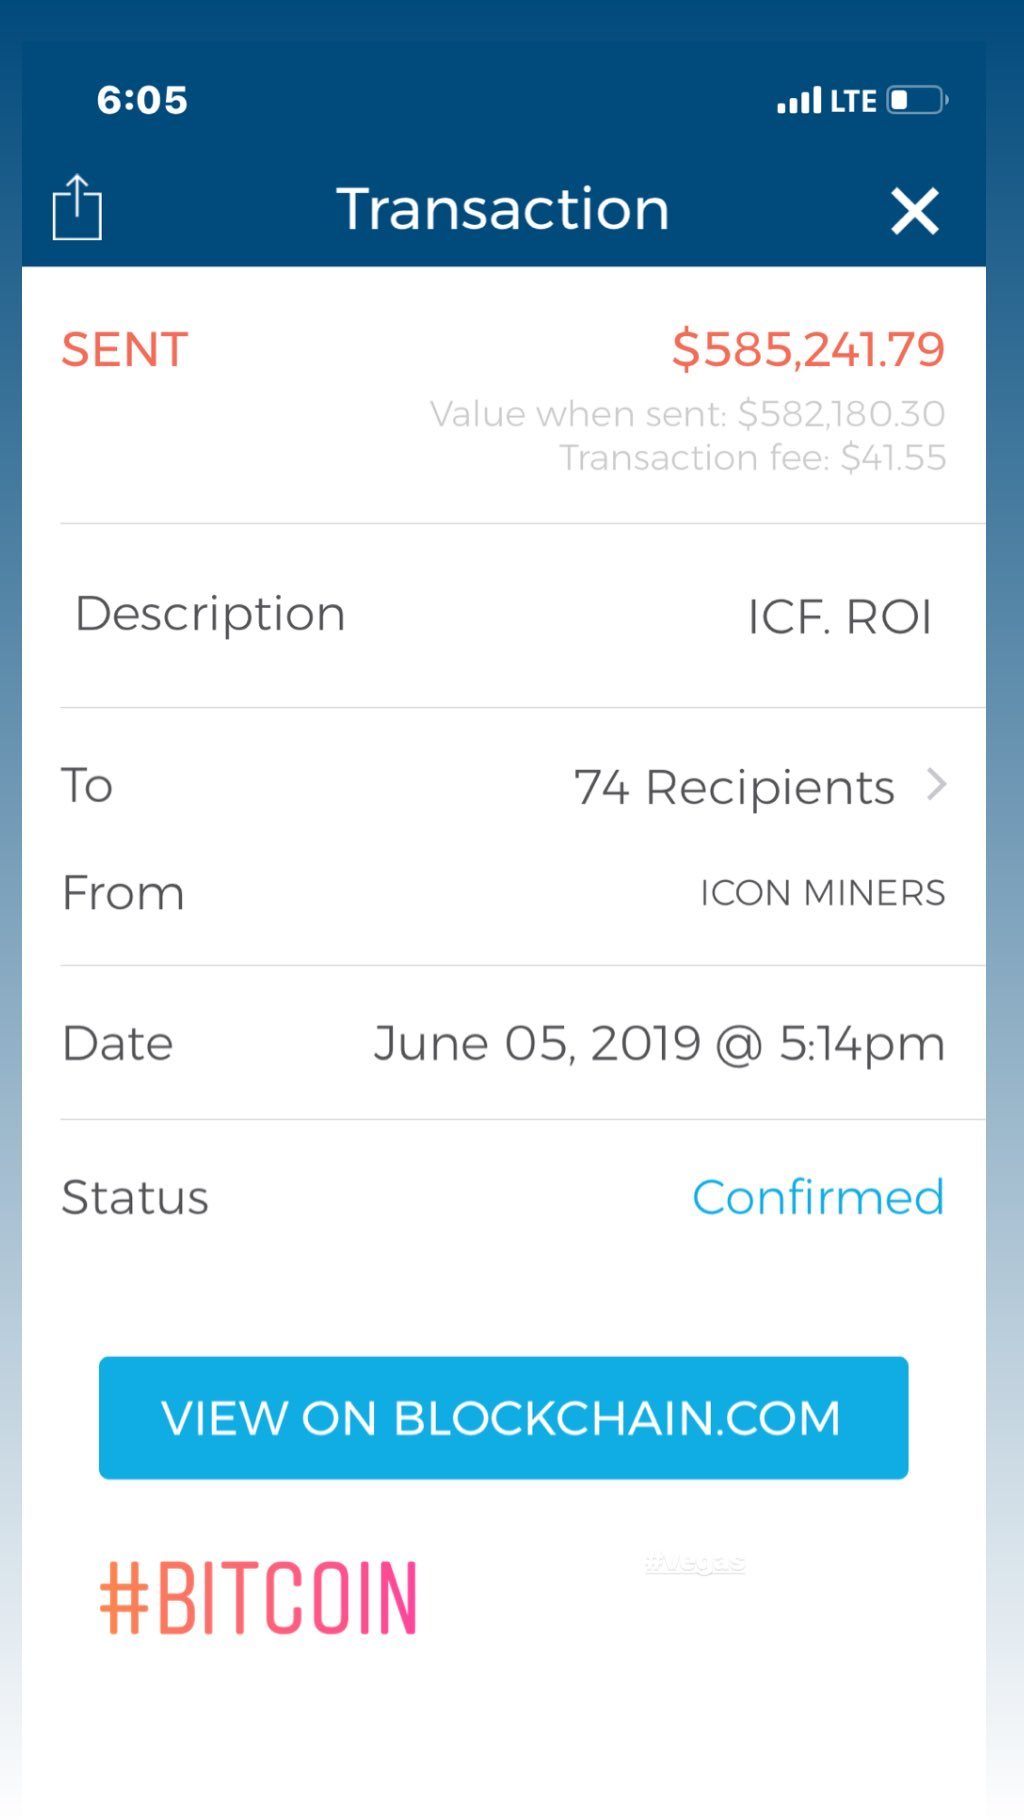 6:05 LTE
Transaction
SENT $585,241.79
Value when sent: $582,180.30
Transaction fee: $41.55
Description ICF. ROI
To 74 Recipients
From ICON MINERS
Date June 05, 2019 @ 5:14pm
Status Confirmed
VIEW ON BLOCKCHAIN.COM
#BITCOIN #vegas